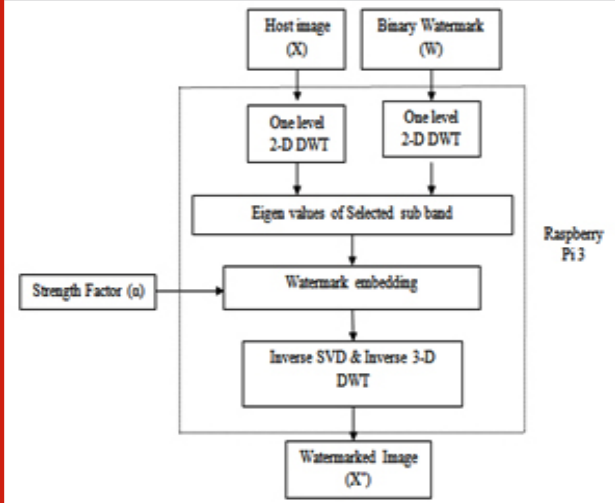 Host image
(X)
Binary Watermark
(W)
One level
2-D DWT
One level
2-D DWT
Eigen values of Selected sub band
Raspberry
Pi 3
Strength Factor (α)
Watermark embedding
Inverse SVD & Inverse 3-D
DWT
Watermarked Image
(X")